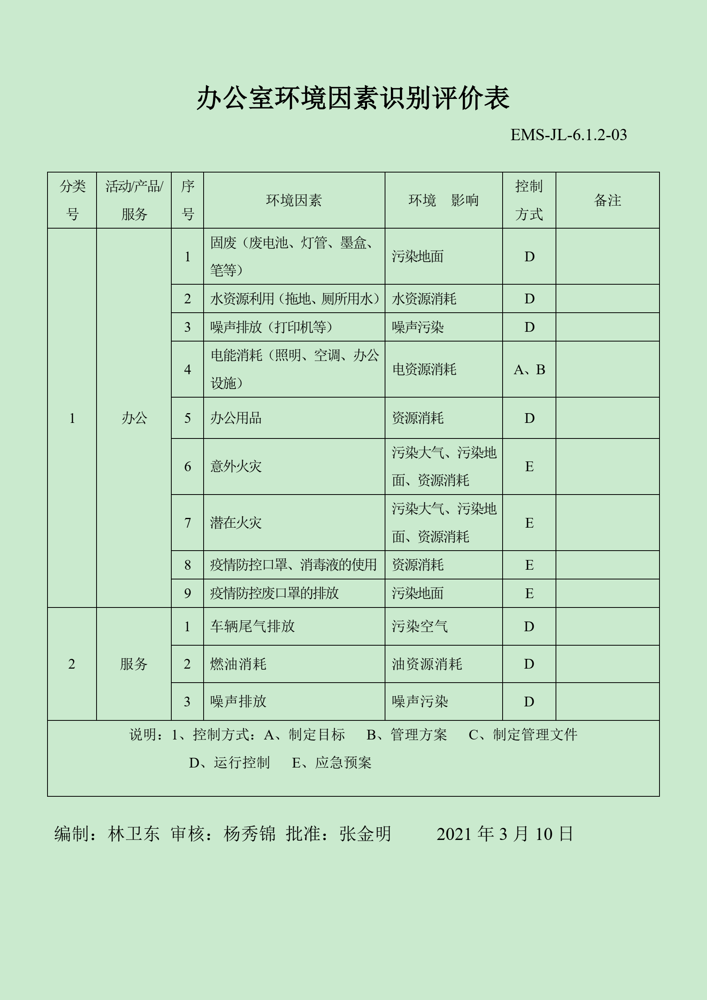 办公室环境因素识别评价表
EMS-JL-6.1.2-03
分类号 活动/产品/服务 序号 环境因素 环境 影响 控制方式 备注
1 办公 1 固废（废电池、灯管、墨盒、笔等） 污染地面 D
2 水资源利用（拖地、厕所用水） 水资源消耗 D
3 噪声排放（打印机等） 噪声污染 D
4 电能消耗（照明、空调、办公设施） 电资源消耗 A、B
5 办公用品 资源消耗 D
6 意外火灾 污染大气、污染地面、资源消耗 E
7 潜在火灾 污染大气、污染地面、资源消耗 E
8 疫情防控口罩、消毒液的使用 资源消耗 E
9 疫情防控废口罩的排放 污染地面 E
2 服务 1 车辆尾气排放 污染空气 D
2 燃油消耗 油资源消耗 D
3 噪声排放 噪声污染 D
说明：1、控制方式：A、制定目标 B、管理方案 C、制定管理文件
D、运行控制 E、应急预案
编制：林卫东 审核：杨秀锦 批准：张金明 2021 年 3 月 10 日